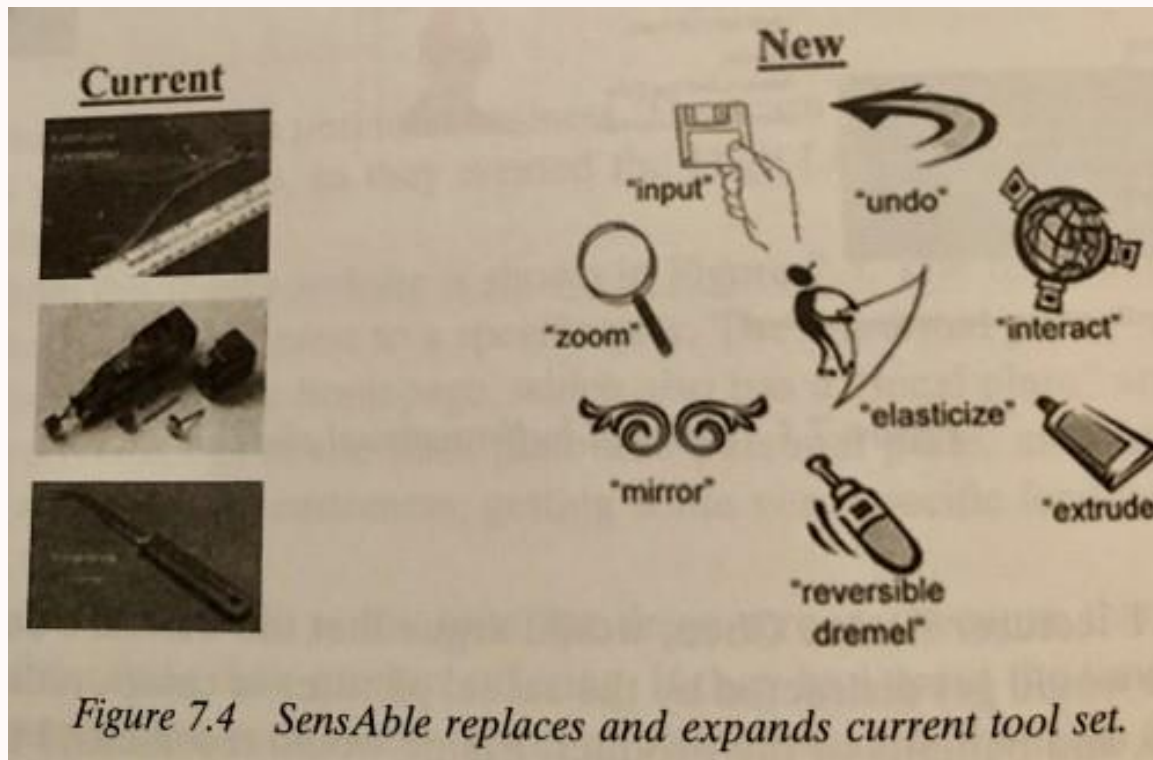 Current
New
"input"
"undo"
"zoom"
"interact"
"elasticize"
"mirror"
"extrude
"reversible
dremel"
Figure 7.4 SensAble replaces and expands current tool set.